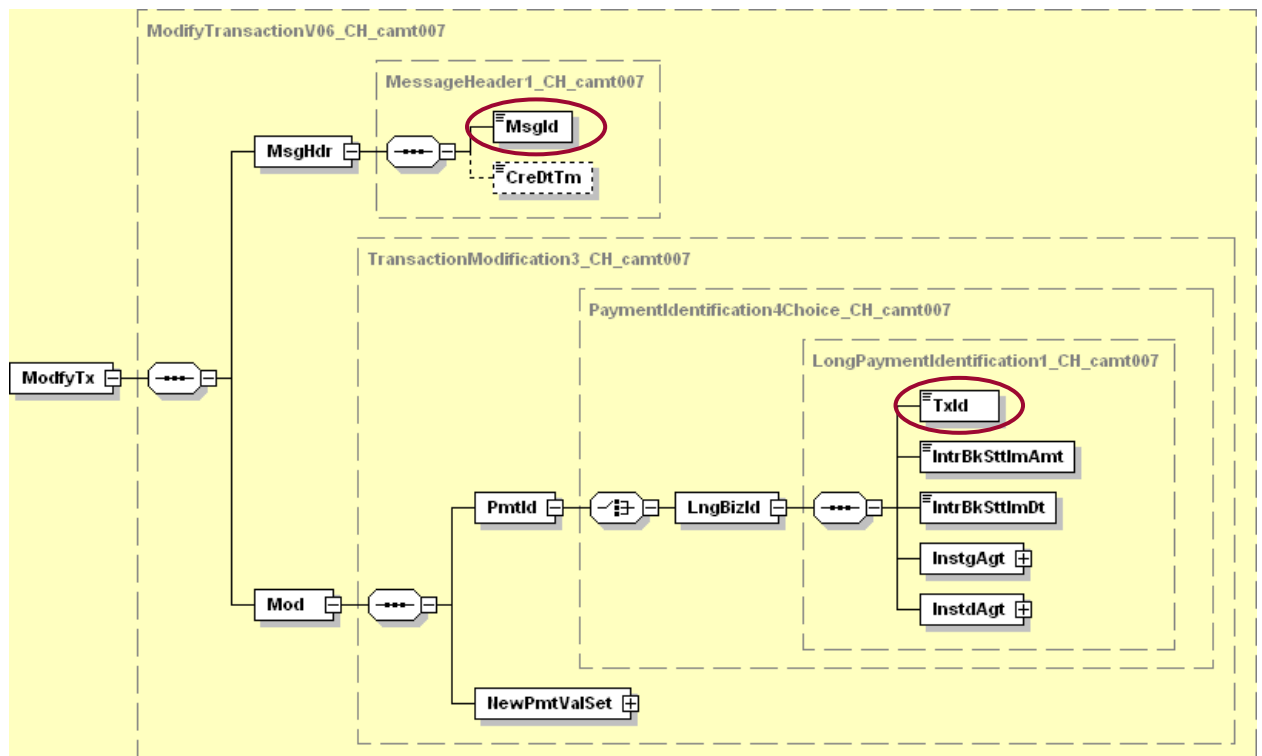 ModifyTransactionV06_CH_camt007
MessageHeader1_CH_camt007
MsgId
MsgHdr
CreDtTm
TransactionModification3_CH_camt007
PaymentIdentification4Choice_CH_camt007
LongPaymentIdentification1_CH_camt007
ModfyTx
TxId
IntrBkSttlmAmt
PmtId
LngBizId
IntrBkSttlmDt
InstgAgt
Mod
InstdAgt
NewPmtValSet